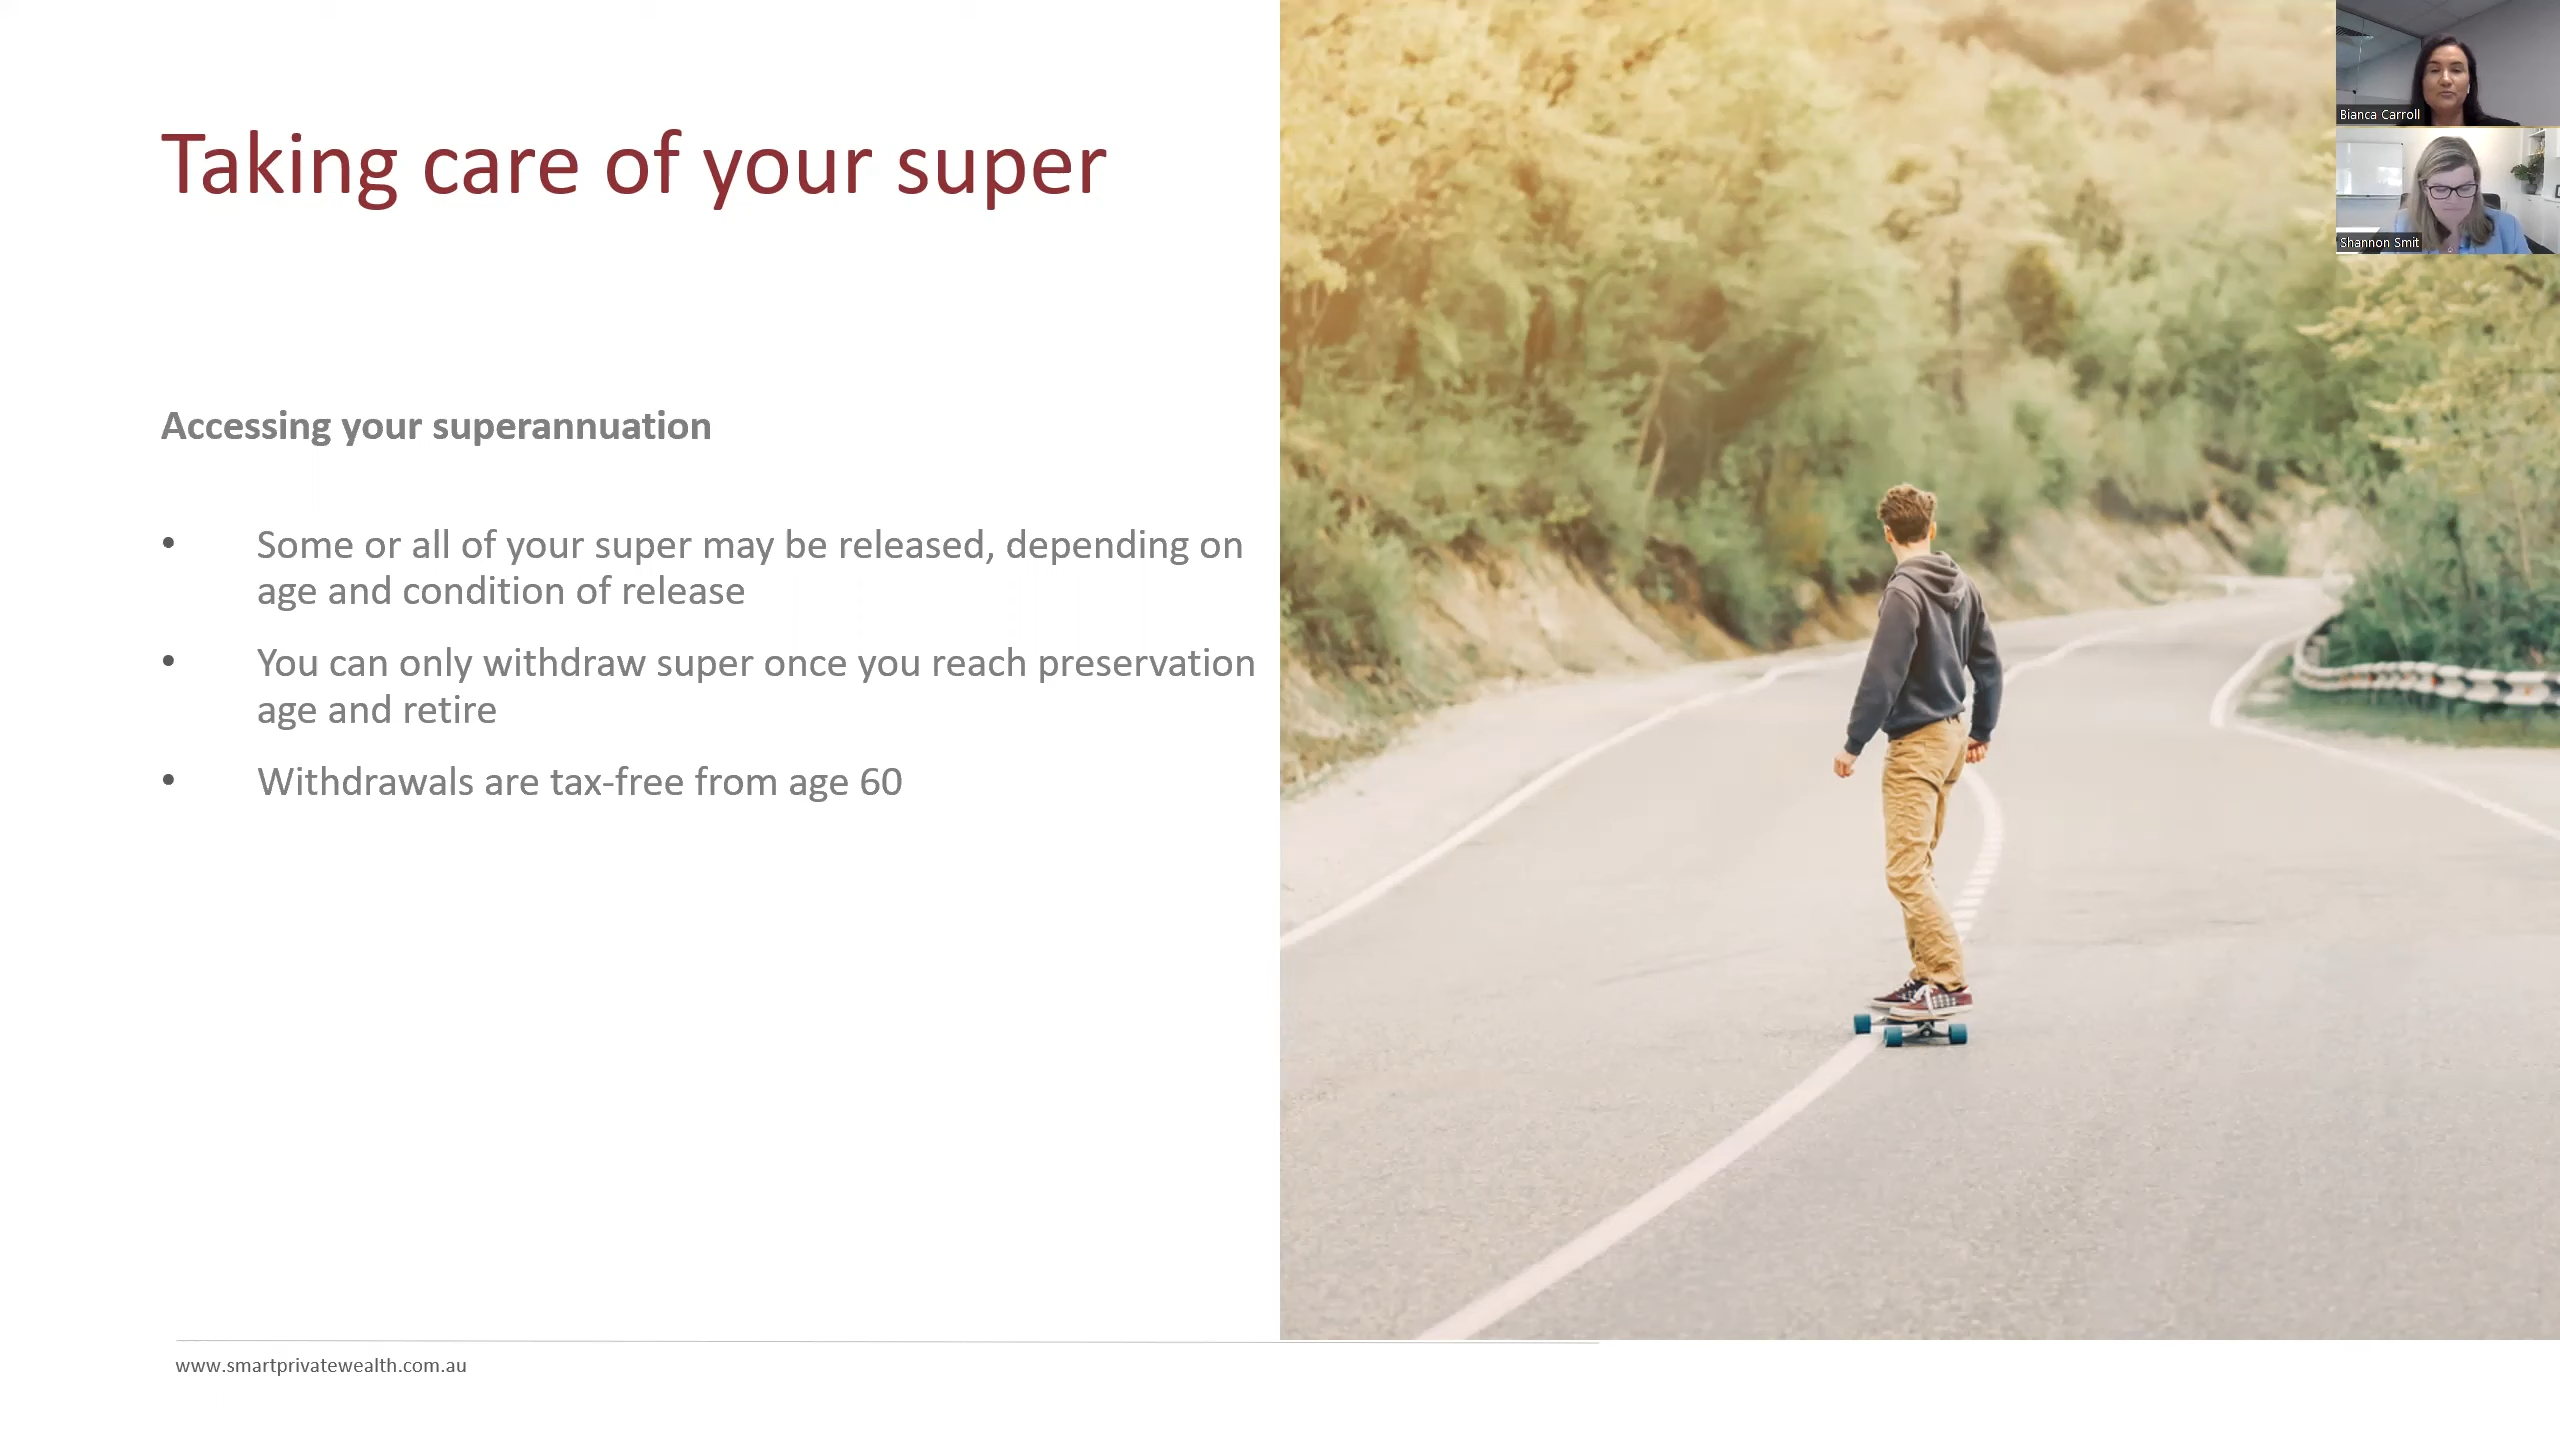 Taking care of your super
Accessing your superannuation
• Some or all of your super may be released, depending on
age and condition of release
• You can only withdraw super once you reach preservation
age and retire
• Withdrawals are tax-free from age 60
www.smartprivatewealth.com.au
Bianca Carroll
Shannon Smit